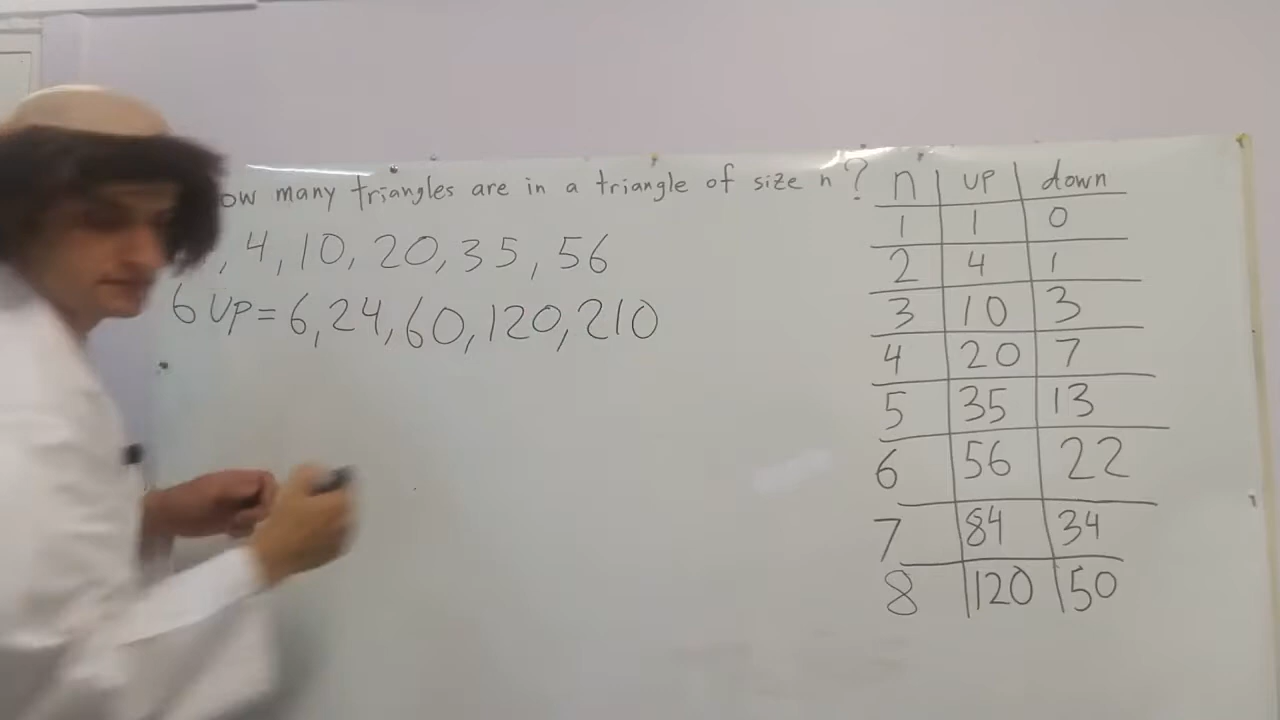 ow many triangles are in a triangle of size n?
, 4, 10, 20, 35, 56
6 UP = 6, 24, 60, 120, 210
n up down
1 1 0
2 4 1
3 10 3
4 20 7
5 35 13
6 56 22
7 84 34
8 120 50